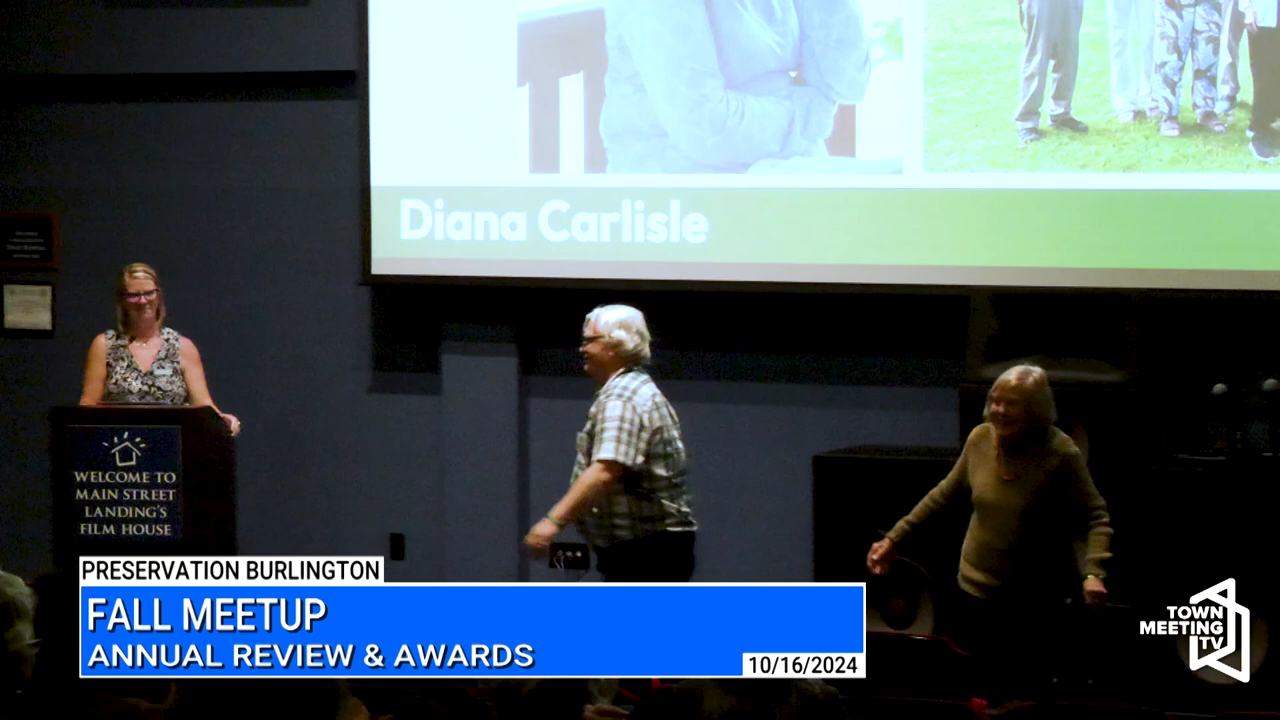 Diana Carlisle
WELCOME TO
MAIN STREET
LANDING'S
FILM HOUSE
PRESERVATION BURLINGTON
FALL MEETUP
ANNUAL REVIEW & AWARDS
10/16/2024
TOWN
MEETING
TV